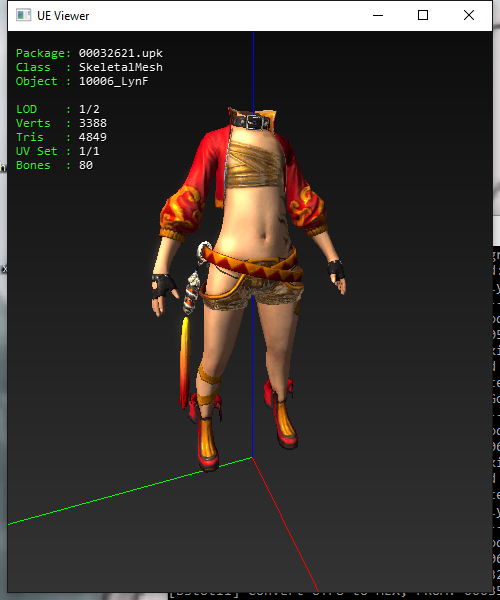 UE Viewer
Package: 00032621.upk
Class : SkeletalMesh
Object : 10006_LynF
LOD : 1/2
Verts : 3388
Tris : 4849
UV Set : 1/1
Bones : 80